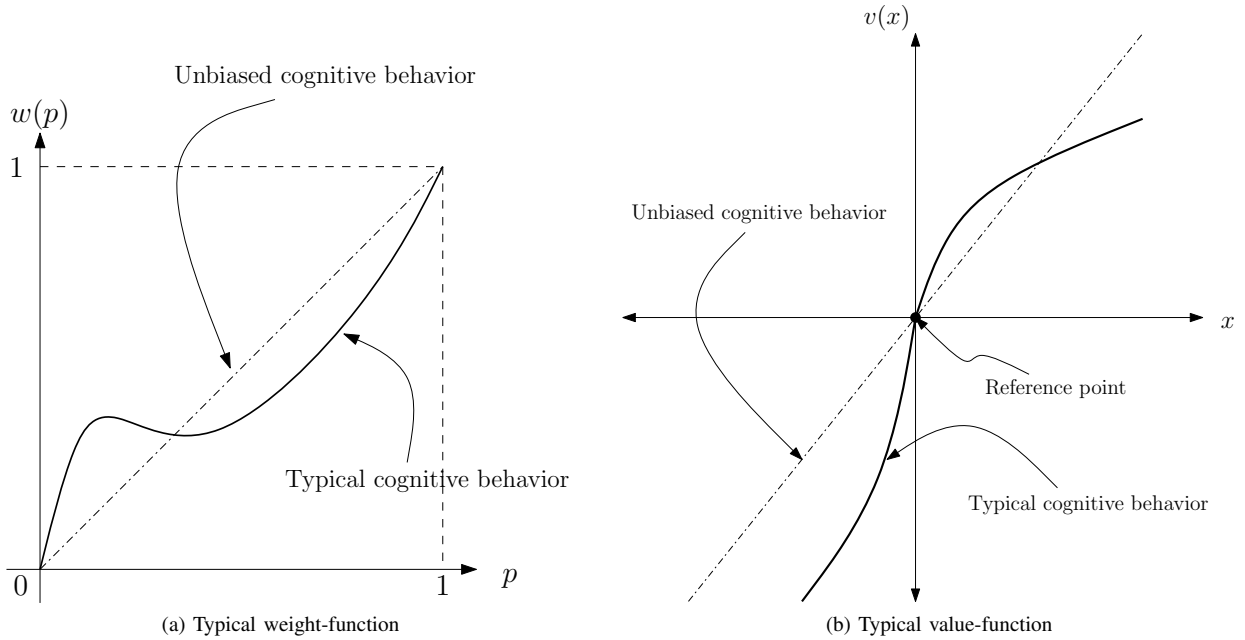 Unbiased cognitive behavior
w(p)
1
Typical cognitive behavior
0
1
p
(a) Typical weight-function
v(x)
Unbiased cognitive behavior
x
Reference point
Typical cognitive behavior
(b) Typical value-function